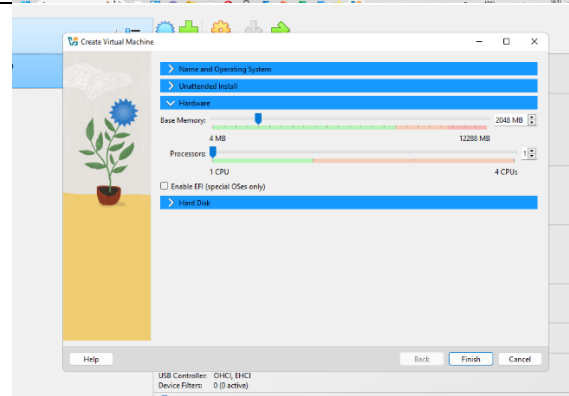 Create Virtual Machine
Name and Operating System
Unattended Install
Hardware
Base Memory: 2048 MB
4 MB 12288 MB
Processors: 1
1 CPU 4 CPUs
Enable EFI (special OSes only)
Hard Disk
Help Back Finish Cancel
USB Controller: OHCI, EHCI
Device Filters: 0 (0 active)